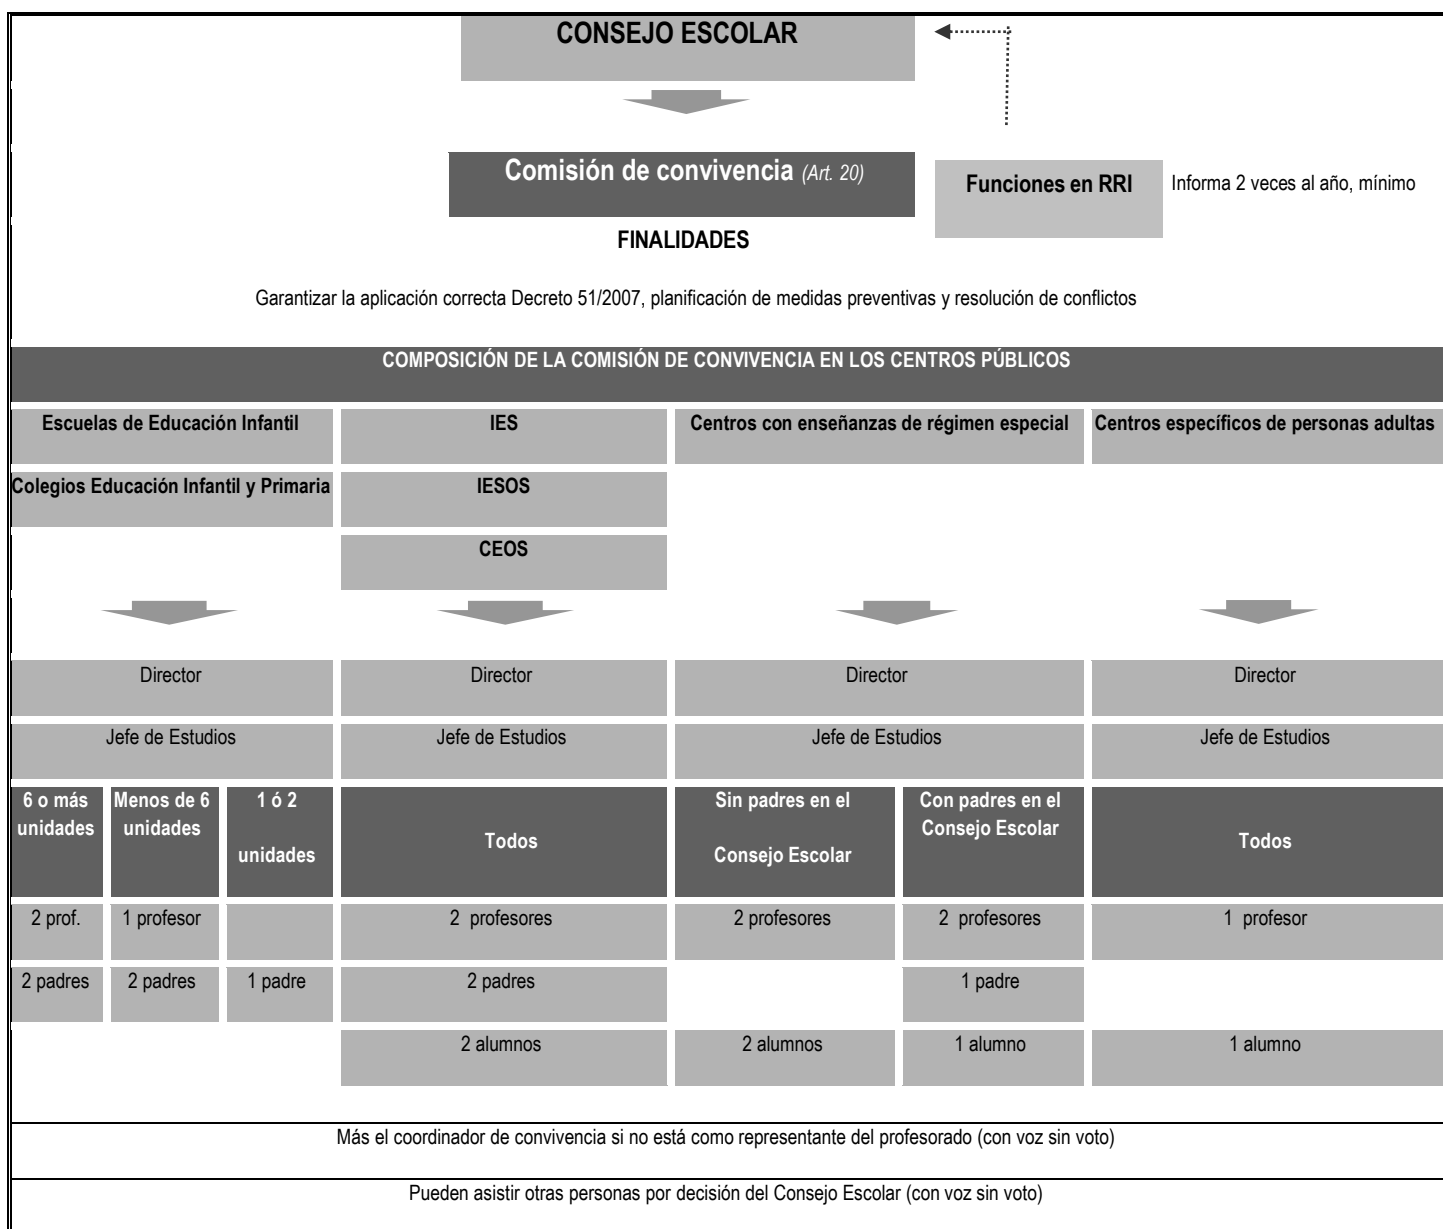 CONSEJO ESCOLAR
Comisión de convivencia (Art. 20)
Funciones en RRI
Informa 2 veces al año, mínimo
FINALIDADES
Garantizar la aplicación correcta Decreto 51/2007, planificación de medidas preventivas y resolución de conflictos
COMPOSICIÓN DE LA COMISIÓN DE CONVIVENCIA EN LOS CENTROS PÚBLICOS
Escuelas de Educación Infantil
IES
Centros con enseñanzas de régimen especial
Centros específicos de personas adultas
Colegios Educación Infantil y Primaria
IESOS
CEOS
Director
Director
Director
Director
Jefe de Estudios
Jefe de Estudios
Jefe de Estudios
Jefe de Estudios
6 o más
unidades
Menos de 6
unidades
1 ó 2
unidades
Todos
Sin padres en el
Consejo Escolar
Con padres en el
Consejo Escolar
Todos
2 prof.
1 profesor
2 profesores
2 profesores
2 profesores
1 profesor
2 padres
2 padres
1 padre
2 padres
1 padre
2 alumnos
2 alumnos
1 alumno
1 alumno
Más el coordinador de convivencia si no está como representante del profesorado (con voz sin voto)
Pueden asistir otras personas por decisión del Consejo Escolar (con voz sin voto)